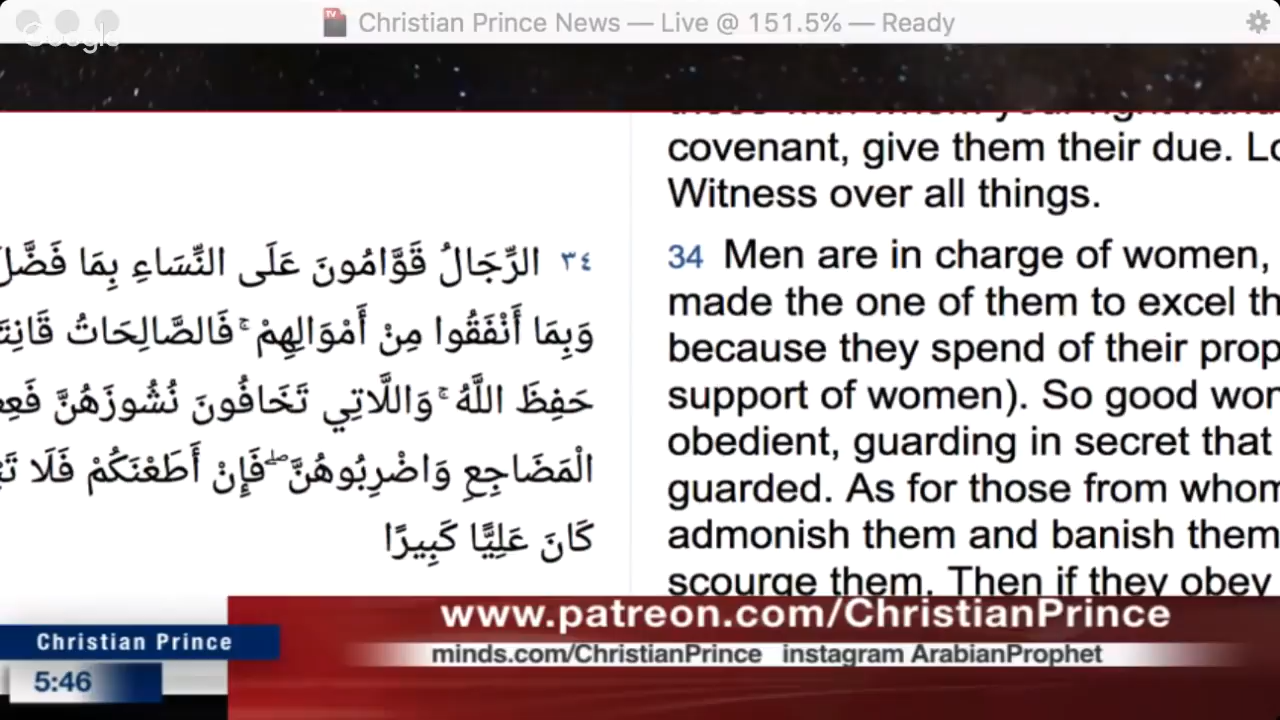 Christian Prince News — Live @ 151.5% — Ready
Google
covenant, give them their due.
Witness over all things.
٣٤ الرِّجَالُ قَوَّامُونَ عَلَى النِّسَاءِ بِمَا فَضَّلَ
وَبِمَا أَنْفَقُوا مِنْ أَمْوَالِهِمْ ۚ فَالصَّالِحَاتُ
حَفِظَ اللَّهُ ۚ وَاللَّاتِي تَخَافُونَ نُشُوزَهُنَّ
الْمَضَاجِعِ وَاضْرِبُوهُنَّ ۖ فَإِنْ أَطَعْنَكُمْ فَلَا
كَانَ عَلِيًّا كَبِيرًا
34 Men are in charge of women,
made the one of them to excel
because they spend of their
support of women). So good
obedient, guarding in secret that
guarded. As for those from whom
admonish them and banish them
scourge them. Then if they obey
www.patreon.com/ChristianPrince
minds.com/ChristianPrince instagram ArabianProphet
Christian Prince
5:46